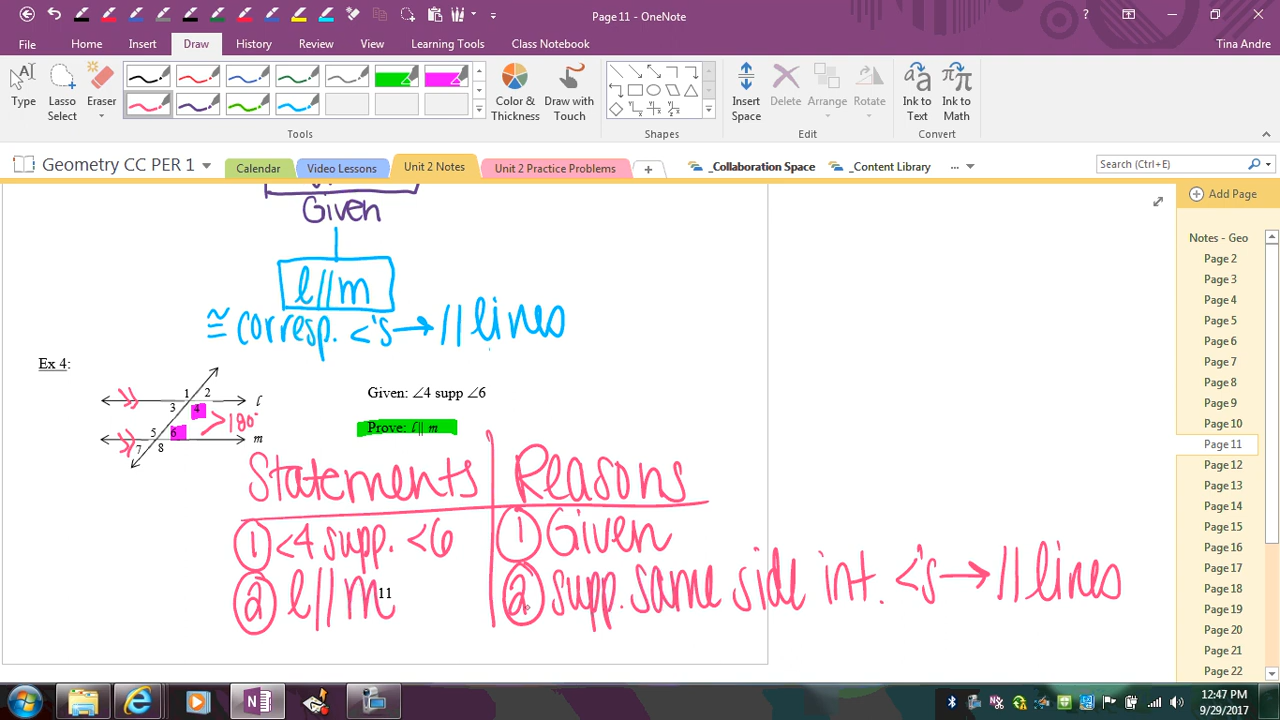 Page 11 - OneNote
?
File
Home
Insert
Draw
History
Review
View
Learning Tools
Class Notebook
Tina Andre
Type
Lasso
Select
Eraser
Color &
Thickness
Draw with
Touch
Insert
Space
Delete
Arrange
Rotate
Ink to
Text
Ink to
Math
Tools
Shapes
Edit
Convert
Geometry CC PER 1
Calendar
Video Lessons
Unit 2 Notes
Unit 2 Practice Problems
_Collaboration Space
_Content Library
...
Search (Ctrl+E)
Add Page
Notes - Geo
Page 2
Page 3
Page 4
Page 5
Page 6
Page 7
Page 8
Page 9
Page 10
Page 11
Page 12
Page 13
Page 14
Page 15
Page 16
Page 17
Page 18
Page 19
Page 20
Page 21
Page 22
Given
l || m
≅ corresp. <'s → || lines
Ex 4:
1 2
3 4
l
> 180°
5 6
7 8
m
Given: ∠4 supp ∠6
Prove: l || m
Statements Reasons
① <4 supp. <6 ① Given
② l || m ② supp. same side int. <'s → || lines
11
12:47 PM
9/29/2017